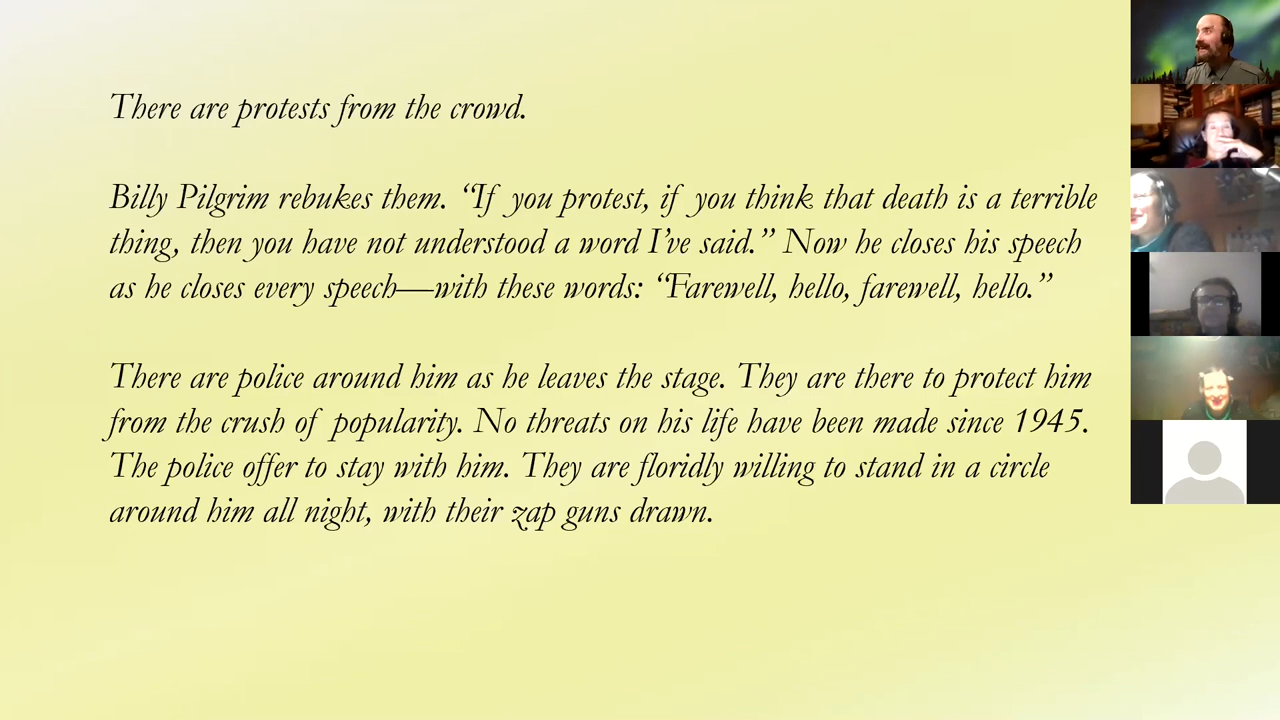 There are protests from the crowd.
Billy Pilgrim rebukes them. “If you protest, if you think that death is a terrible
thing, then you have not understood a word I’ve said.” Now he closes his speech
as he closes every speech—with these words: “Farewell, hello, farewell, hello.”
There are police around him as he leaves the stage. They are there to protect him
from the crush of popularity. No threats on his life have been made since 1945.
The police offer to stay with him. They are floridly willing to stand in a circle
around him all night, with their zap guns drawn.